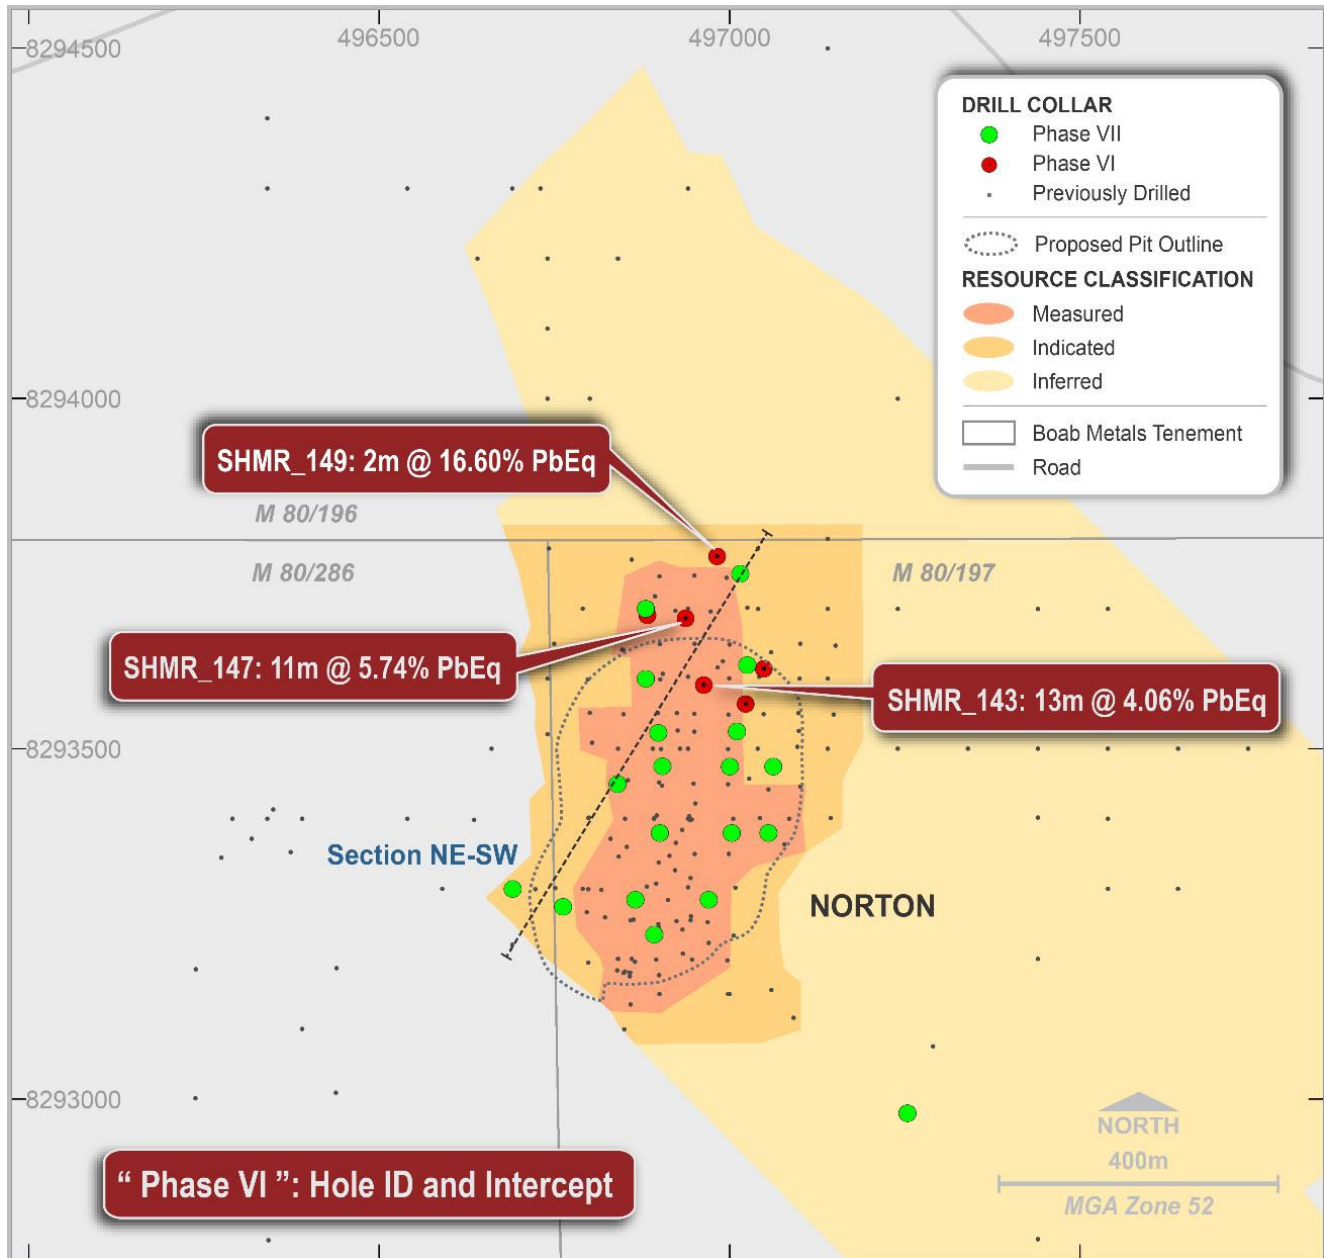 496500
497000
497500
8294500
DRILL COLLAR
Phase VII
Phase VI
Previously Drilled
Proposed Pit Outline
RESOURCE CLASSIFICATION
Measured
Indicated
Inferred
Boab Metals Tenement
Road
8294000
SHMR_149: 2m @ 16.60% PbEq
M 80/196
M 80/286
M 80/197
SHMR_147: 11m @ 5.74% PbEq
SHMR_143: 13m @ 4.06% PbEq
8293500
Section NE-SW
NORTON
8293000
NORTH
400m
MGA Zone 52
“ Phase VI ”: Hole ID and Intercept